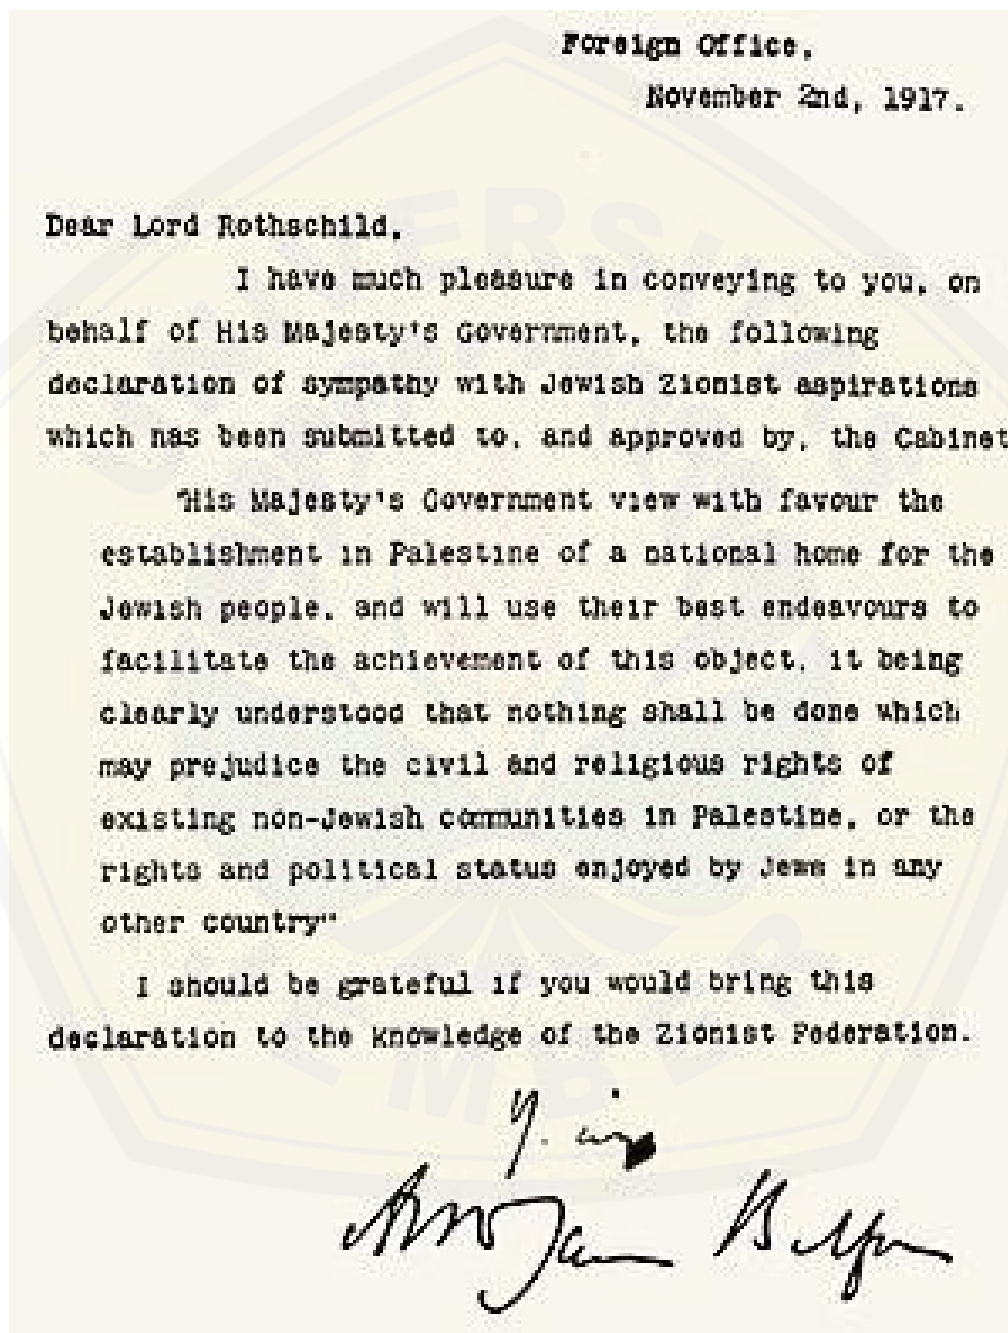 Foreign Office,
November 2nd, 1917.
Dear Lord Rothschild,
I have much pleasure in conveying to you, on
behalf of His Majesty's Government, the following
declaration of sympathy with Jewish Zionist aspirations
which has been submitted to, and approved by, the Cabinet
"His Majesty's Government view with favour the
establishment in Palestine of a national home for the
Jewish people, and will use their best endeavours to
facilitate the achievement of this object, it being
clearly understood that nothing shall be done which
may prejudice the civil and religious rights of
existing non-Jewish communities in Palestine, or the
rights and political status enjoyed by Jews in any
other country"
I should be grateful if you would bring this
declaration to the knowledge of the Zionist Federation.
Arthur James Balfour